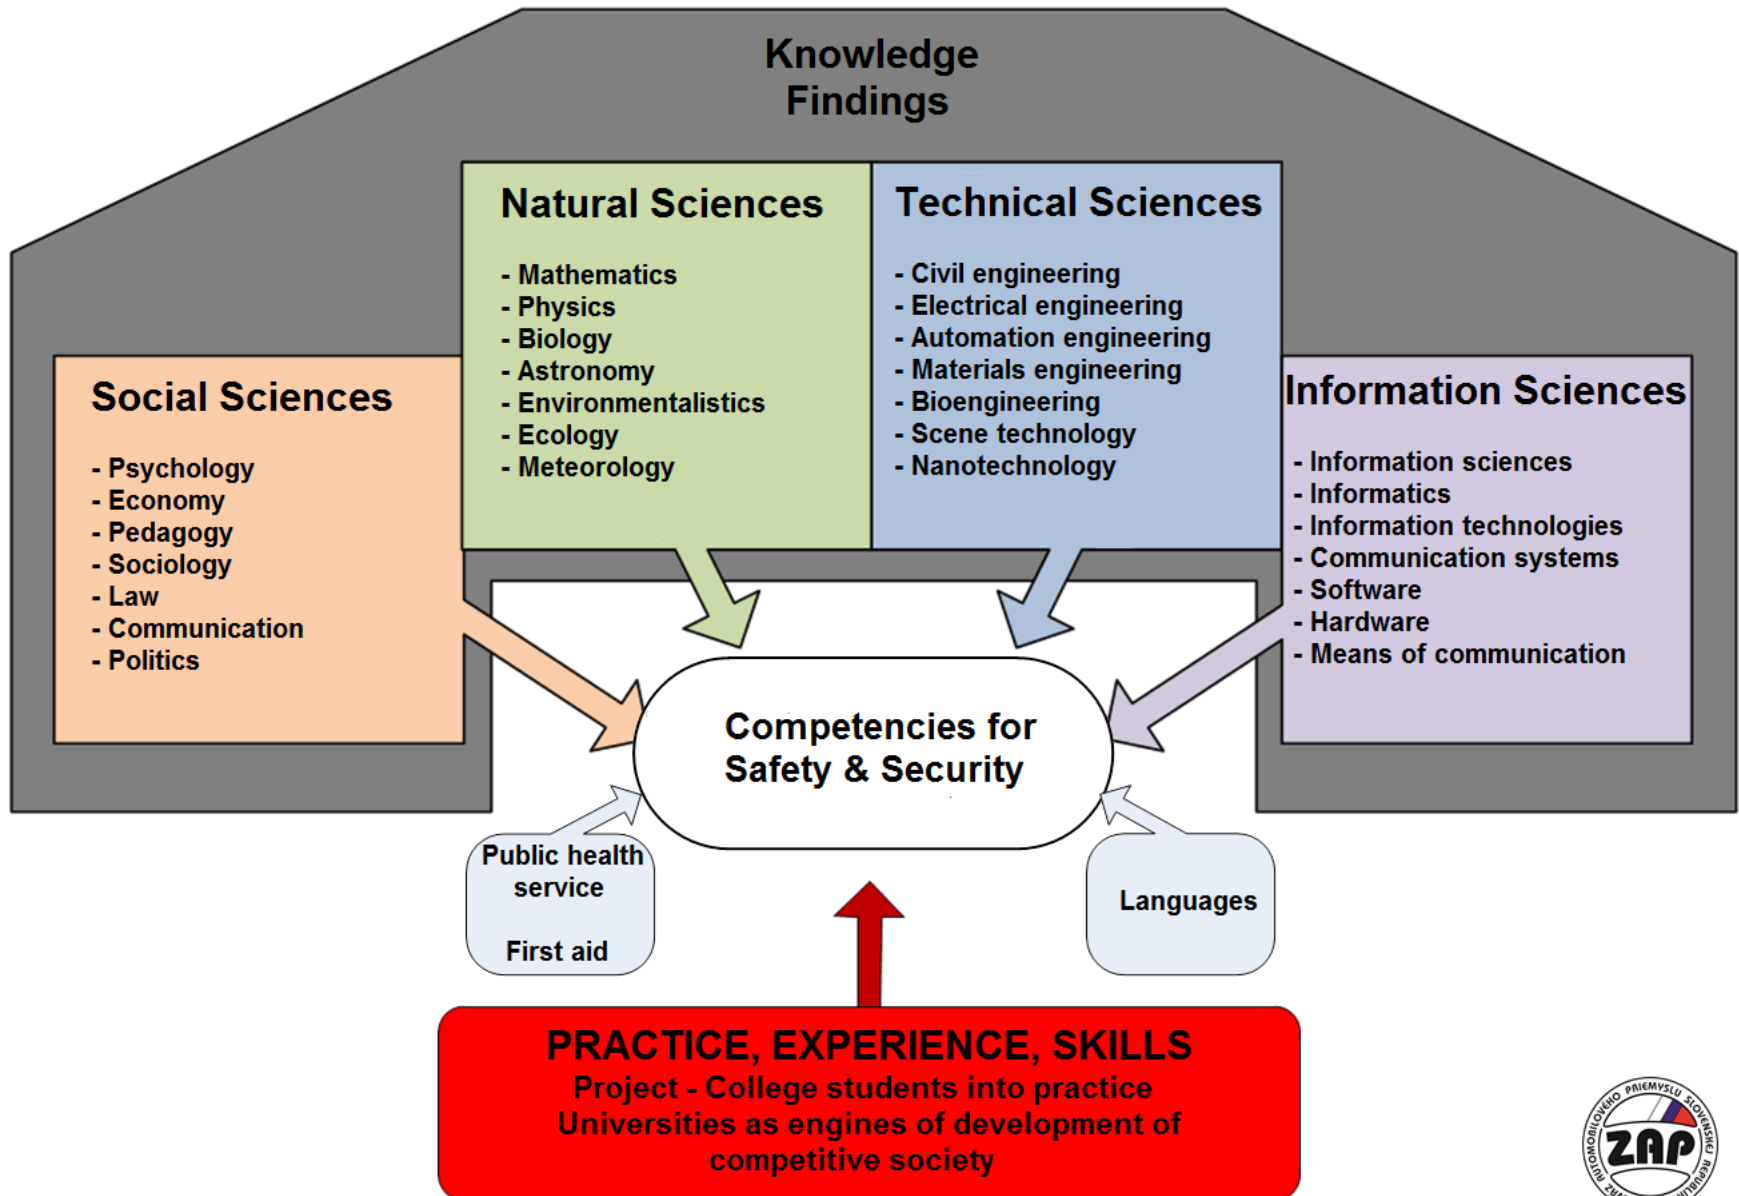 Knowledge
Findings
Natural Sciences
- Mathematics
- Physics
- Biology
- Astronomy
- Environmentalistics
- Ecology
- Meteorology
Technical Sciences
- Civil engineering
- Electrical engineering
- Automation engineering
- Materials engineering
- Bioengineering
- Scene technology
- Nanotechnology
Social Sciences
- Psychology
- Economy
- Pedagogy
- Sociology
- Law
- Communication
- Politics
Information Sciences
- Information sciences
- Informatics
- Information technologies
- Communication systems
- Software
- Hardware
- Means of communication
Competencies for
Safety & Security
Public health
service
First aid
Languages
PRACTICE, EXPERIENCE, SKILLS
Project - College students into practice
Universities as engines of development of
competitive society
AUTOMOBILOVÉHO PRIEMYSLU SLOVENSKEJ
ZAP